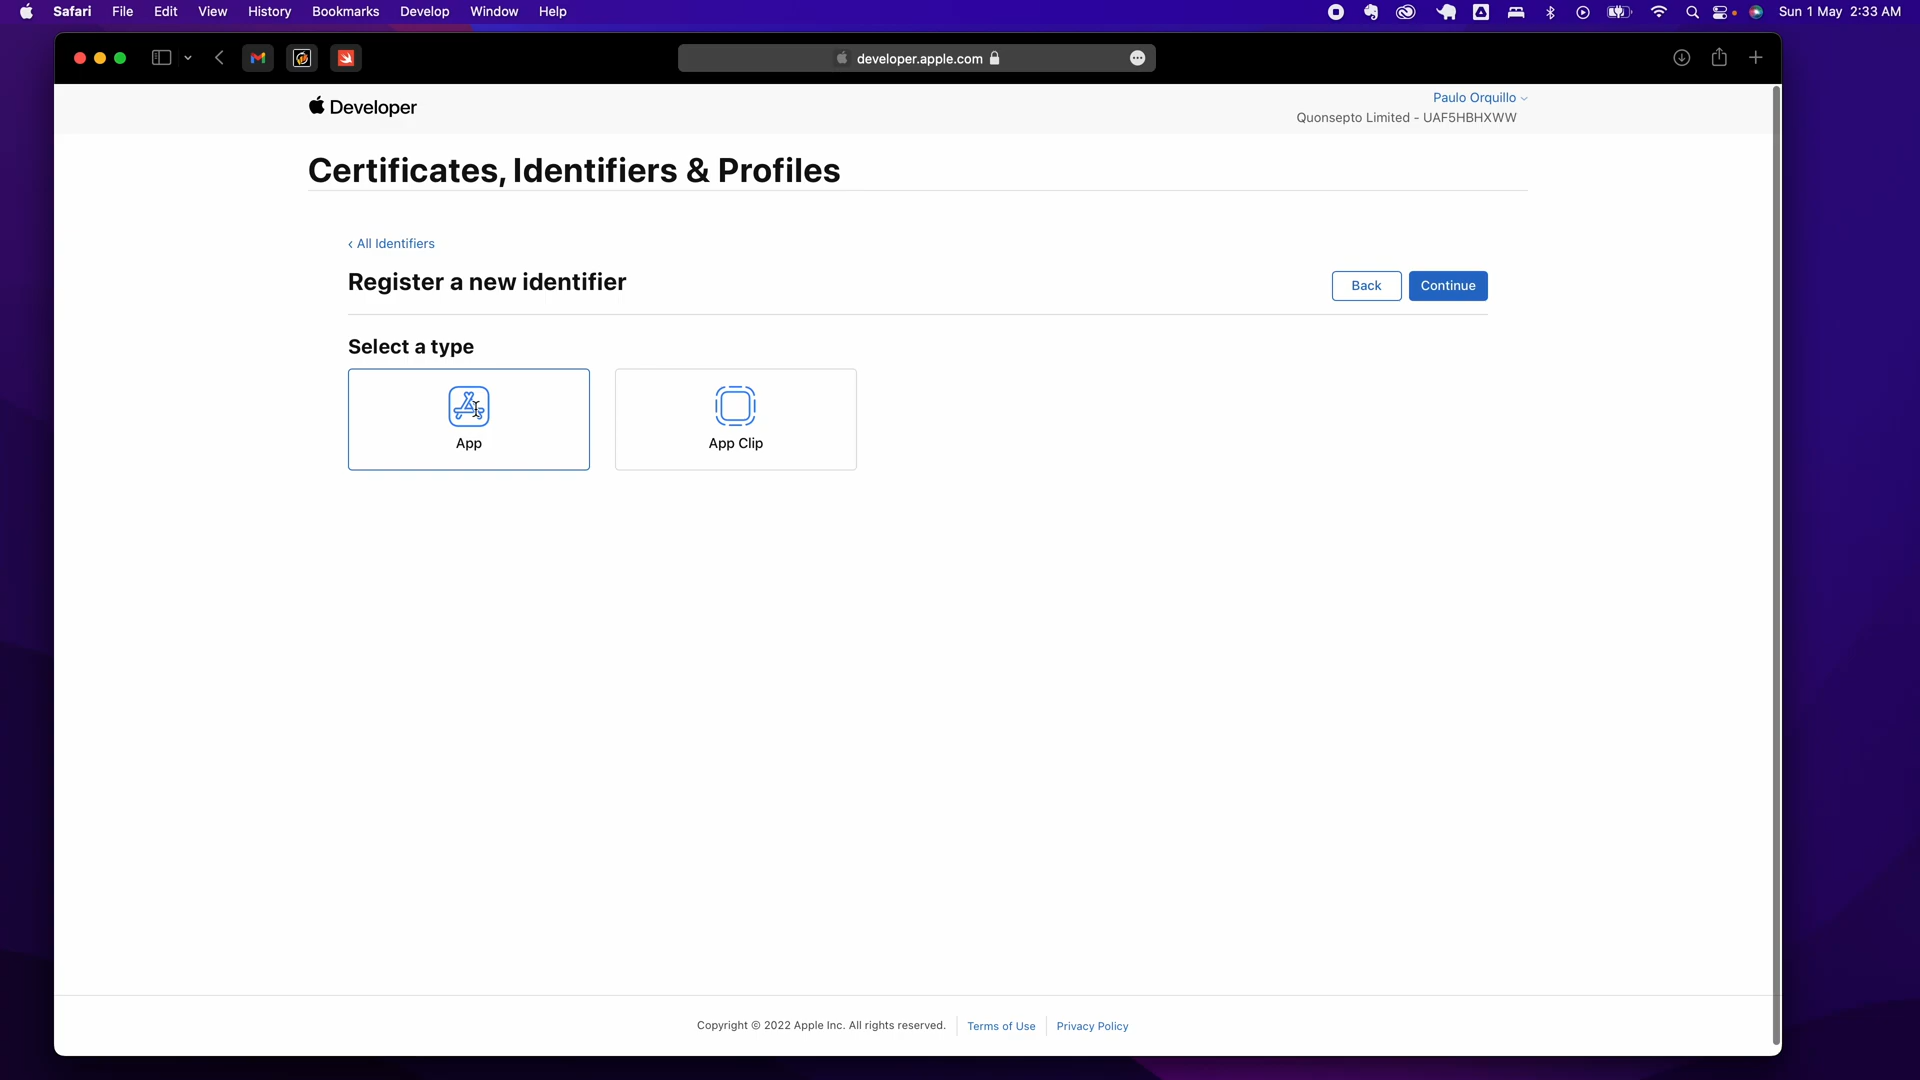 Safari File Edit View History Bookmarks Develop Window Help Sun 1 May 2:33 AM
developer.apple.com
Developer
Paulo Orquillo
Quonsepto Limited - UAF5HBHXWW
Certificates, Identifiers & Profiles
‹ All Identifiers
Register a new identifier
Back Continue
Select a type
App App Clip
Copyright © 2022 Apple Inc. All rights reserved. Terms of Use Privacy Policy